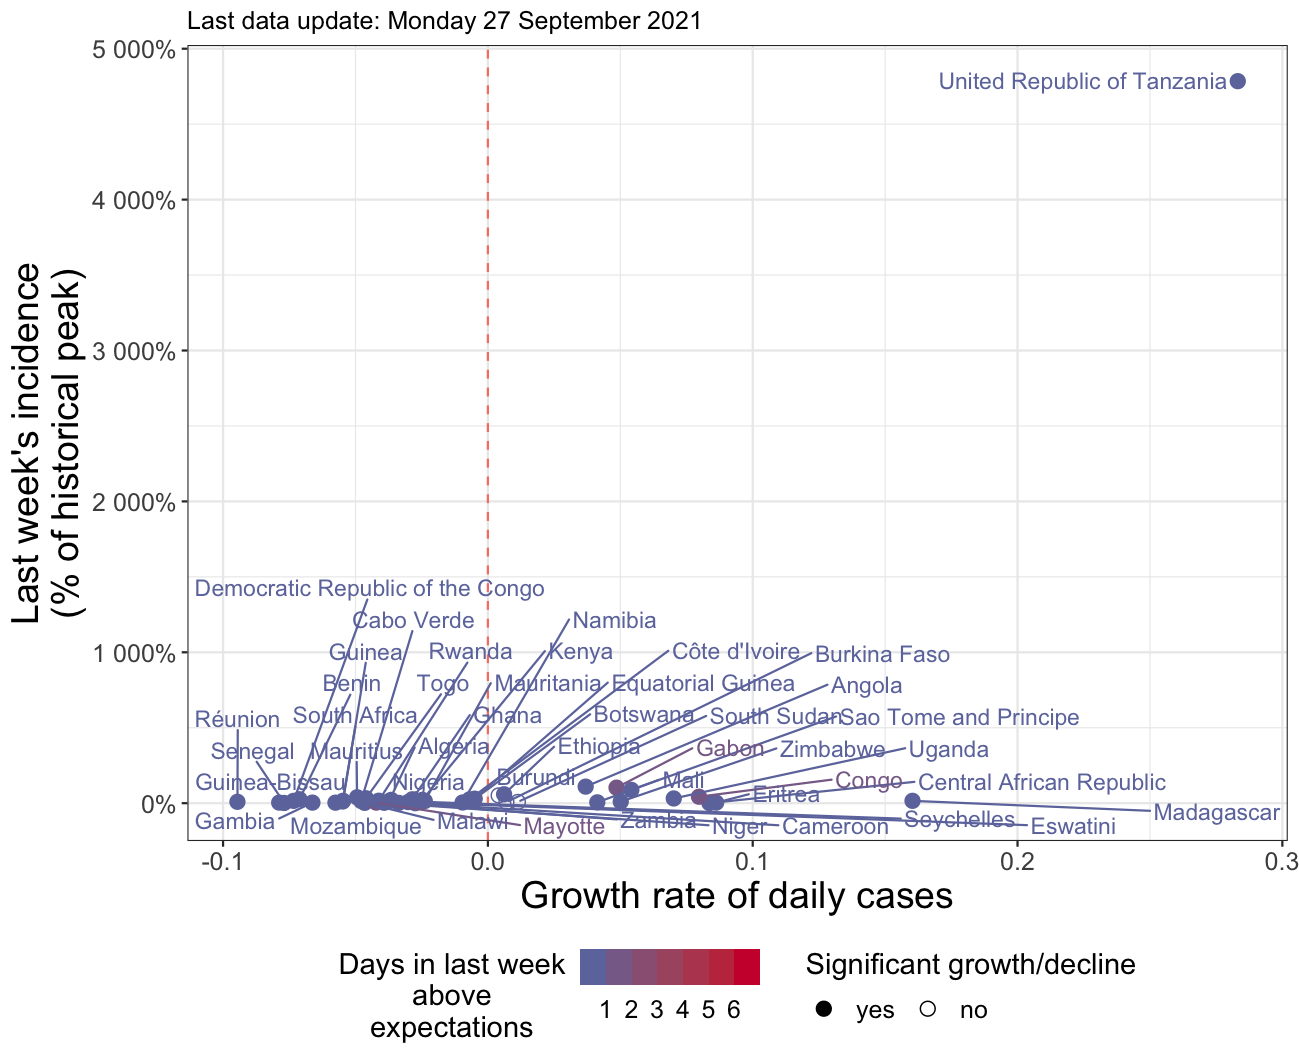 Last data update: Monday 27 September 2021
5 000%
4 000%
3 000%
2 000%
1 000%
0%
Last week's incidence
(% of historical peak)
United Republic of Tanzania
Democratic Republic of the Congo
Cabo Verde
Namibia
Guinea
Rwanda
Kenya
Côte d'Ivoire
Burkina Faso
Benin
Togo
Mauritania
Equatorial Guinea
Angola
Réunion
South Africa
Ghana
Botswana
South Sudan
Sao Tome and Principe
Senegal
Mauritius
Algeria
Ethiopia
Gabon
Zimbabwe
Uganda
Guinea-Bissau
Nigeria
Burundi
Mali
Congo
Central African Republic
Eritrea
Madagascar
Gambia
Mozambique
Malawi
Mayotte
Zambia
Niger
Cameroon
Seychelles
Eswatini
-0.1
0.0
0.1
0.2
0.3
Growth rate of daily cases
Days in last week
above
expectations
1 2 3 4 5 6
Significant growth/decline
yes
no